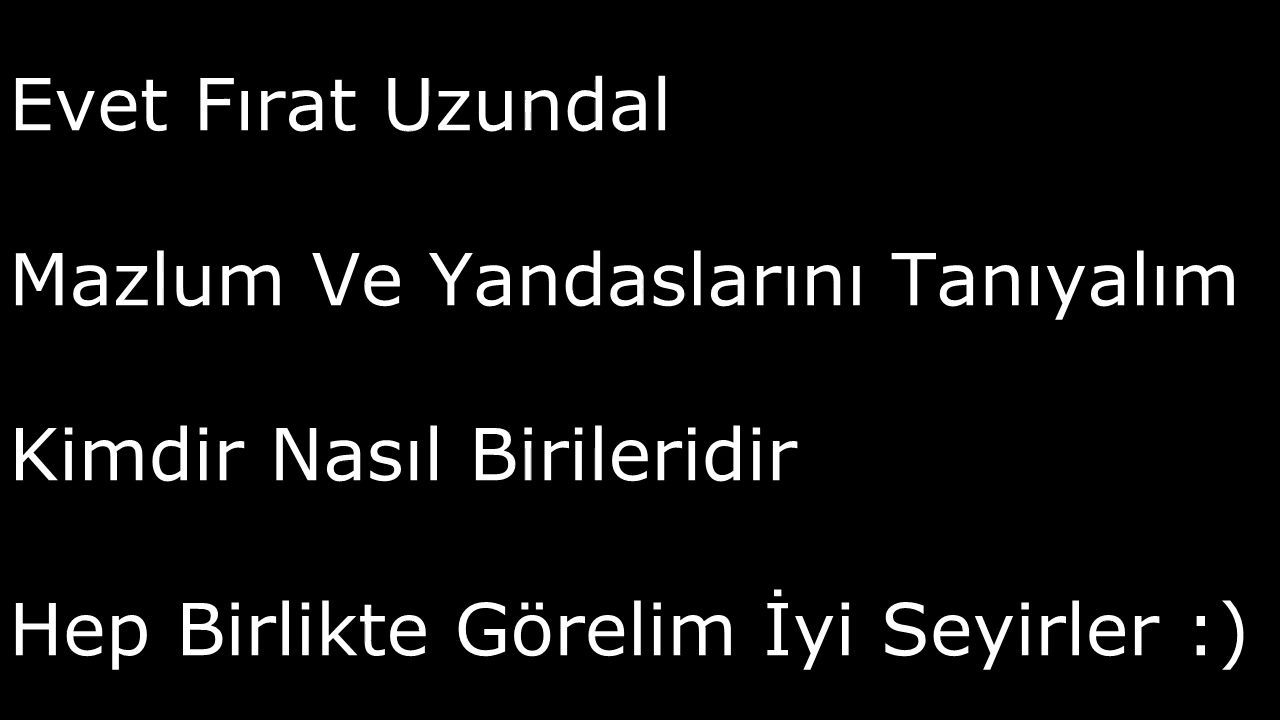 Evet Fırat Uzundal
Mazlum Ve Yandaslarını Tanıyalım
Kimdir Nasıl Birileridir
Hep Birlikte Görelim İyi Seyirler :)